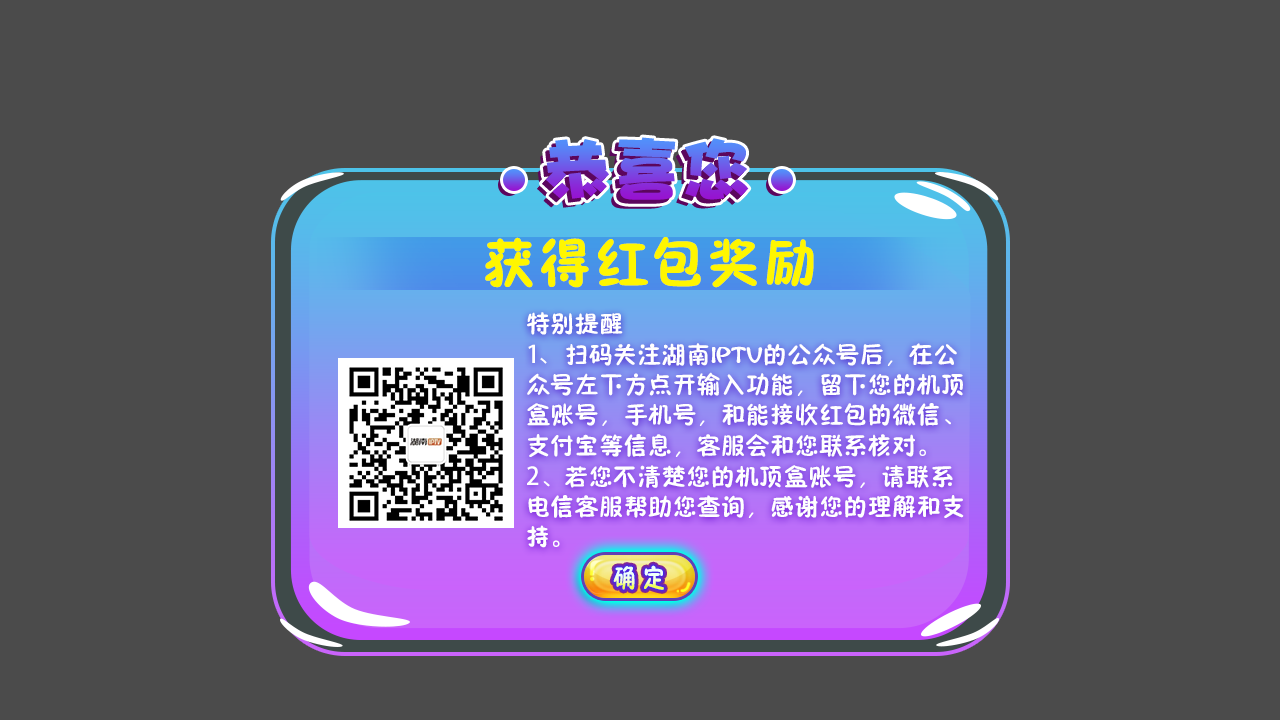 恭喜您
获得红包奖励
特别提醒
1、扫码关注湖南IPTV的公众号后，在公
众号左下方点开输入功能，留下您的机顶
盒账号，手机号，和能接收红包的微信、
支付宝等信息，客服会和您联系核对。
2、若您不清楚您的机顶盒账号，请联系
电信客服帮助您查询，感谢您的理解和支
持。
湖南IPTV
确定